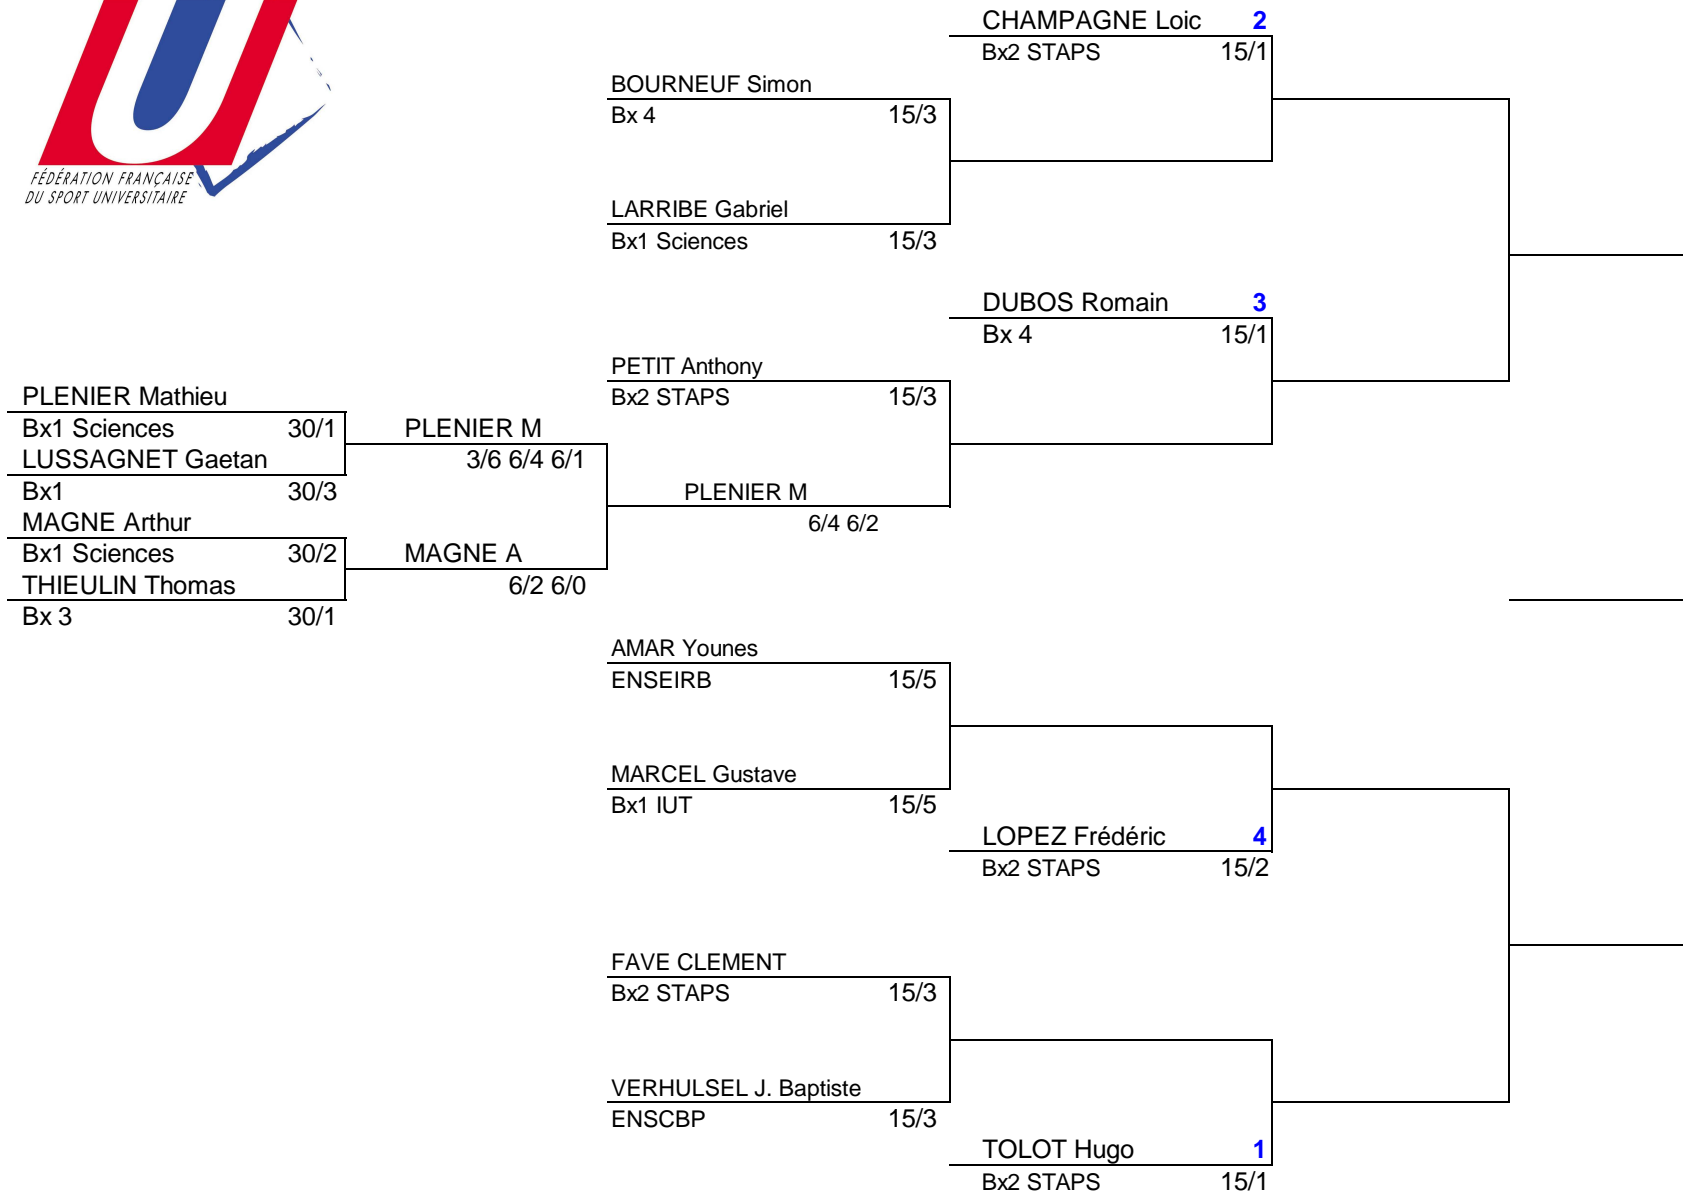 FÉDÉRATION FRANÇAISE
DU SPORT UNIVERSITAIRE
CHAMPAGNE Loic 2
Bx2 STAPS 15/1
BOURNEUF Simon
Bx 4 15/3
LARRIBE Gabriel
Bx1 Sciences 15/3
DUBOS Romain 3
Bx 4 15/1
PETIT Anthony
Bx2 STAPS 15/3
PLENIER Mathieu
Bx1 Sciences 30/1
PLENIER M
3/6 6/4 6/1
LUSSAGNET Gaetan
Bx1 30/3
PLENIER M
6/4 6/2
MAGNE Arthur
Bx1 Sciences 30/2
MAGNE A
6/2 6/0
THIEULIN Thomas
Bx 3 30/1
AMAR Younes
ENSEIRB 15/5
MARCEL Gustave
Bx1 IUT 15/5
LOPEZ Frédéric 4
Bx2 STAPS 15/2
FAVE CLEMENT
Bx2 STAPS 15/3
VERHULSEL J. Baptiste
ENSCBP 15/3
TOLOT Hugo 1
Bx2 STAPS 15/1